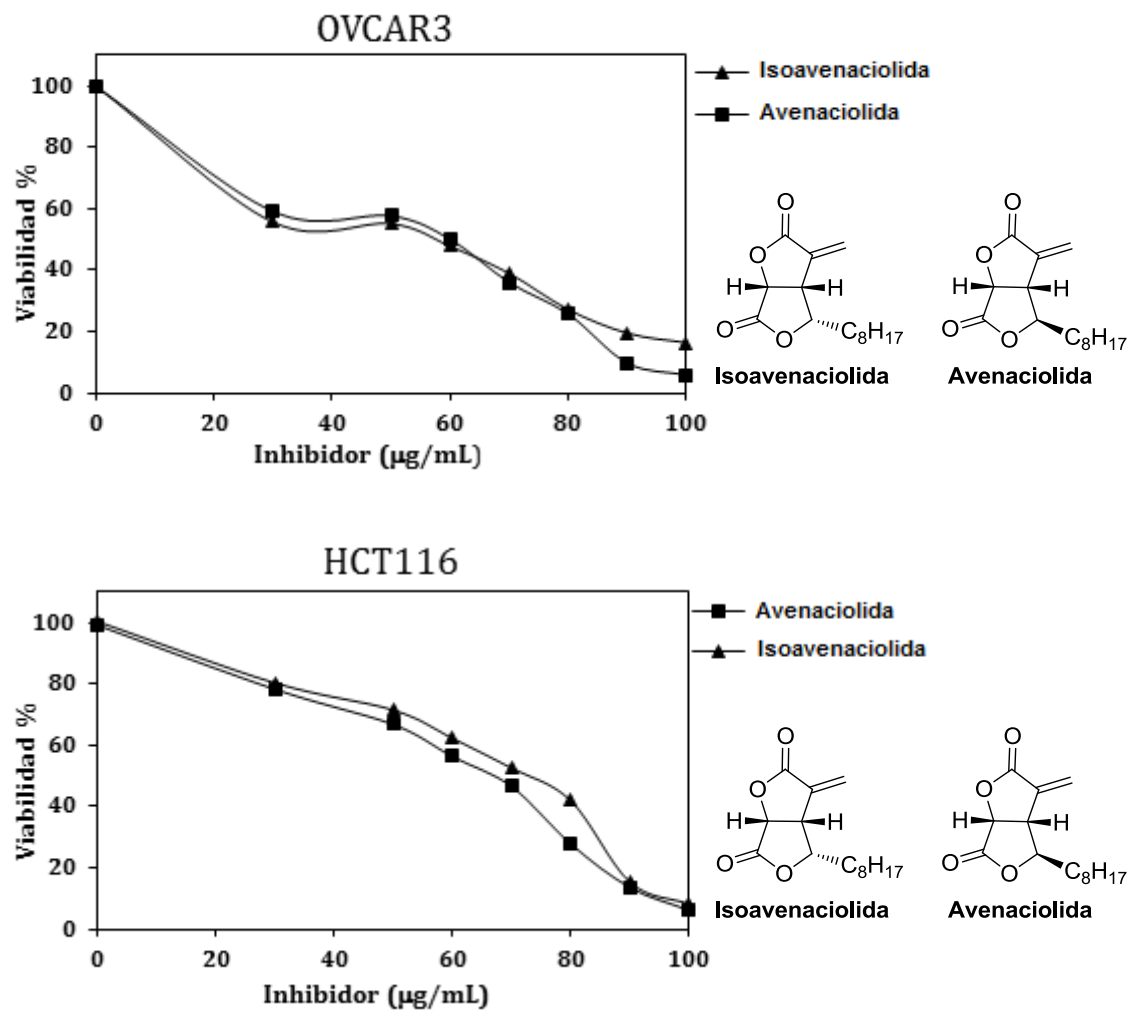 OVCAR3
Viabilidad %
100
80
60
40
20
0
0 20 40 60 80 100
Inhibidor (µg/mL)
Isoavenaciolida
Avenaciolida
O
O
H H
O
O
C8H17
Isoavenaciolida
O
O
H H
O
O
C8H17
Avenaciolida
HCT116
Viabilidad %
100
80
60
40
20
0
0 20 40 60 80 100
Inhibidor (µg/mL)
Avenaciolida
Isoavenaciolida
O
O
H H
O
O
C8H17
Isoavenaciolida
O
O
H H
O
O
C8H17
Avenaciolida